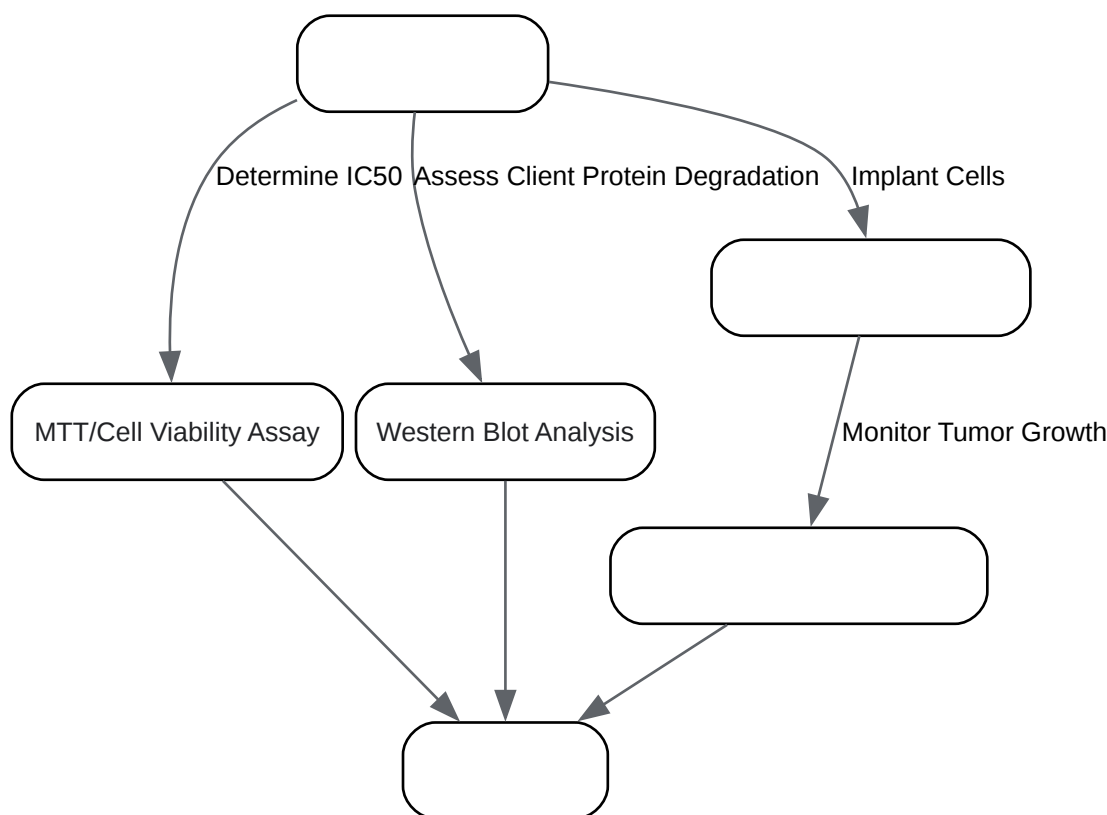 Determine IC50
Assess Client Protein Degradation
Implant Cells
MTT/Cell Viability Assay
Western Blot Analysis
Monitor Tumor Growth